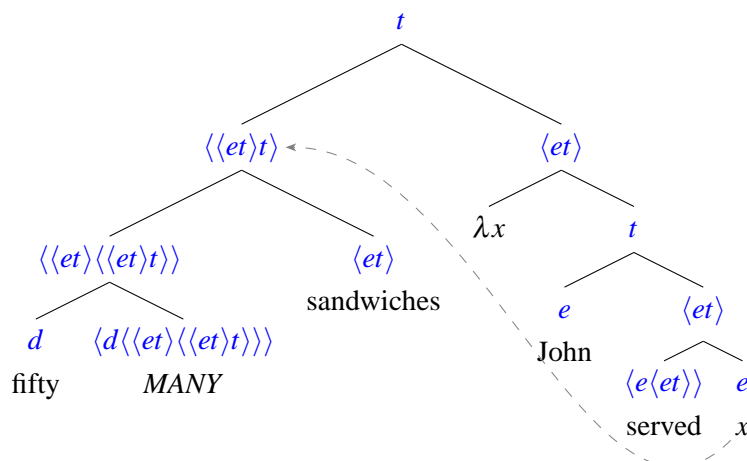 t
⟨⟨et⟩t⟩ ⟨et⟩
λx t
⟨⟨et⟩⟨⟨et⟩t⟩⟩ ⟨et⟩
sandwiches
e ⟨et⟩
John
d ⟨d⟨⟨et⟩⟨⟨et⟩t⟩⟩⟩
fifty MANY
⟨e⟨et⟩⟩ e
served x